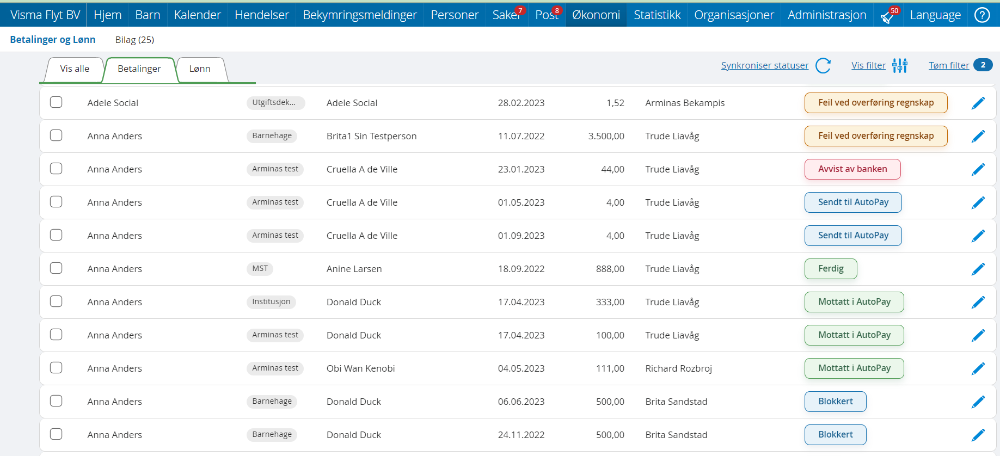 Visma Flyt BV Hjem Barn Kalender Hendelser Bekymringsmeldinger Personer Saker 7 Post 8 Økonomi Statistikk Organisasjoner Administrasjon 50 Language ?
Betalinger og Lønn Bilag (25)
Vis alle Betalinger Lønn Synkroniser statuser Vis filter Tøm filter 2
Adele Social Utgiftsdek... Adele Social 28.02.2023 1,52 Arminas Bekampis Feil ved overføring regnskap
Anna Anders Barnehage Brita1 Sin Testperson 11.07.2022 3.500,00 Trude Liavåg Feil ved overføring regnskap
Anna Anders Arminas test Cruella A de Ville 23.01.2023 44,00 Trude Liavåg Avvist av banken
Anna Anders Arminas test Cruella A de Ville 01.05.2023 4,00 Trude Liavåg Sendt til AutoPay
Anna Anders Arminas test Cruella A de Ville 01.09.2023 4,00 Trude Liavåg Sendt til AutoPay
Anna Anders MST Anine Larsen 18.09.2022 888,00 Trude Liavåg Ferdig
Anna Anders Institusjon Donald Duck 17.04.2023 333,00 Trude Liavåg Mottatt i AutoPay
Anna Anders Arminas test Donald Duck 17.04.2023 100,00 Trude Liavåg Mottatt i AutoPay
Anna Anders Arminas test Obi Wan Kenobi 04.05.2023 111,00 Richard Rozbroj Mottatt i AutoPay
Anna Anders Barnehage Donald Duck 06.06.2023 500,00 Brita Sandstad Blokkert
Anna Anders Barnehage Donald Duck 24.11.2022 500,00 Brita Sandstad Blokkert